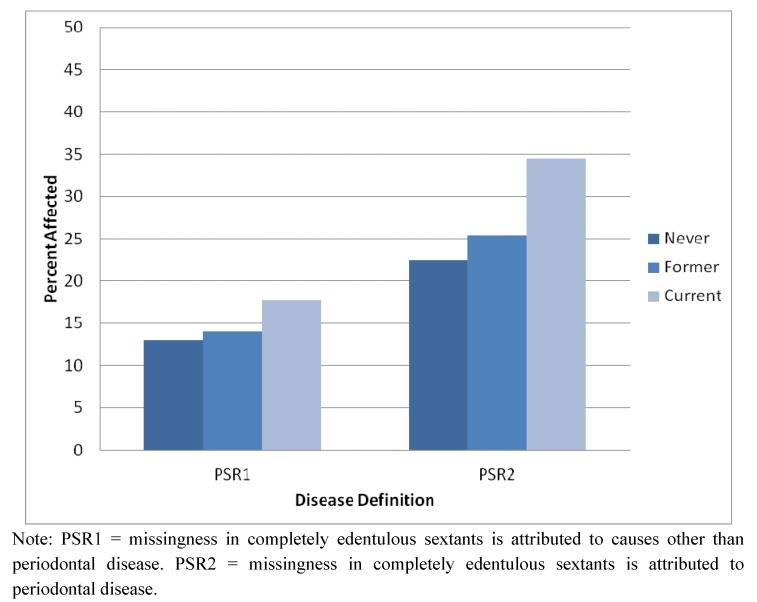 50
45
40
35
30
25
20
15
10
5
0
PercentAffected
PSR1
PSR2
Disease Definition
Never
Former
Current
Note: PSR1 = missingness in completely edentulous sextants is attributed to causes other than
periodontal disease. PSR2 = missingness in completely edentulous sextants is attributed to
periodontal disease.